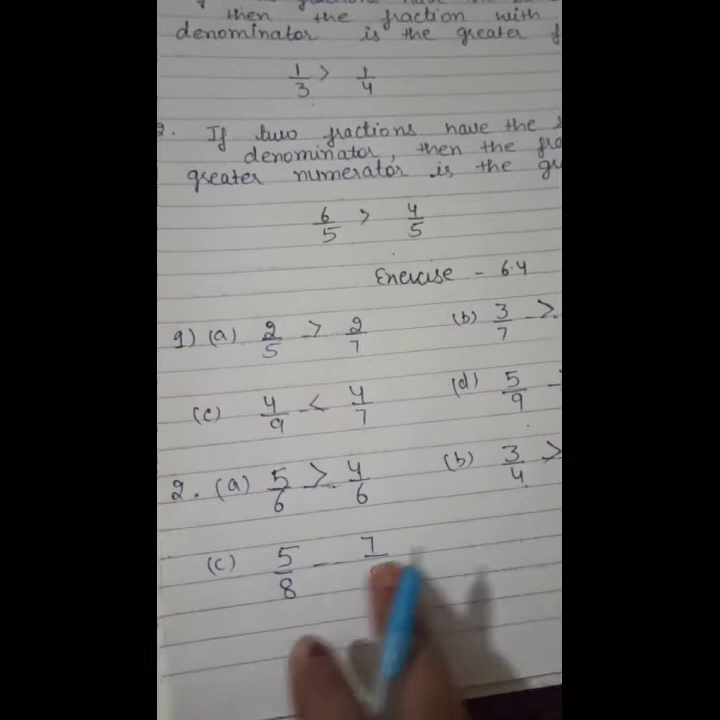 then the fraction with
denominator is the greater
1/3 > 1/4
2. If two fractions have the
denominator, then the
greater numerator is the
6/5 > 4/5
Exercise - 6.4
1) (a) 2/5 > 2/7 (b) 3/7 >
(c) 4/9 < 4/7 (d) 5/9
2. (a) 5/6 > 4/6 (b) 3/4 >
(c) 5/8 - 7